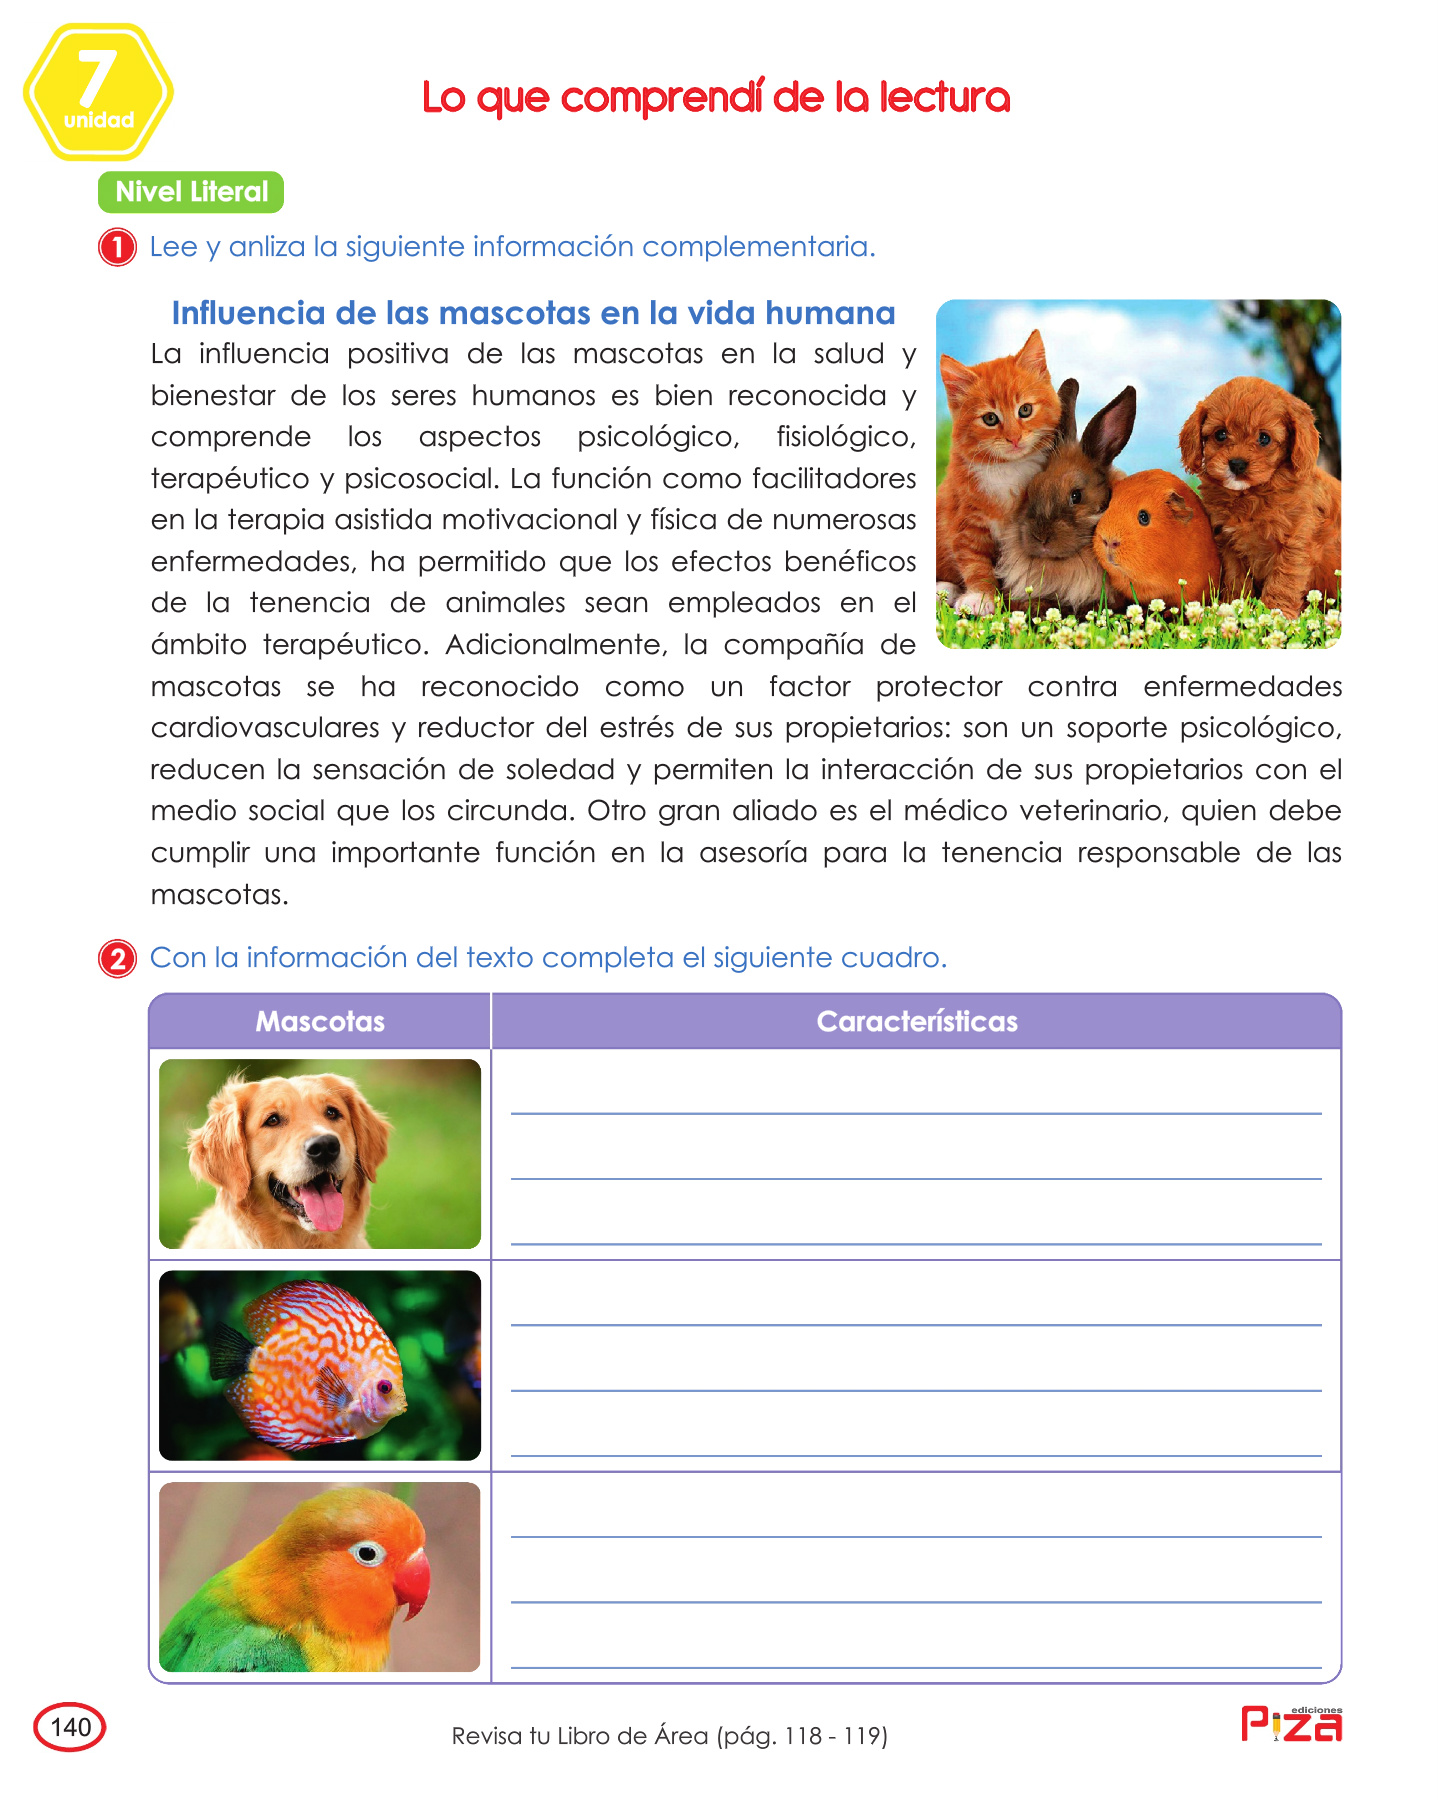 7
unidad
Lo que comprendí de la lectura
Nivel Literal
1 Lee y anliza la siguiente información complementaria.
Influencia de las mascotas en la vida humana
La influencia positiva de las mascotas en la salud y
bienestar de los seres humanos es bien reconocida y
comprende los aspectos psicológico, fisiológico,
terapéutico y psicosocial. La función como facilitadores
en la terapia asistida motivacional y física de numerosas
enfermedades, ha permitido que los efectos benéficos
de la tenencia de animales sean empleados en el
ámbito terapéutico. Adicionalmente, la compañía de
mascotas se ha reconocido como un factor protector contra enfermedades
cardiovasculares y reductor del estrés de sus propietarios: son un soporte psicológico,
reducen la sensación de soledad y permiten la interacción de sus propietarios con el
medio social que los circunda. Otro gran aliado es el médico veterinario, quien debe
cumplir una importante función en la asesoría para la tenencia responsable de las
mascotas.
2 Con la información del texto completa el siguiente cuadro.
Mascotas Características
140
Revisa tu Libro de Área (pág. 118 - 119)
ediciones
Piza